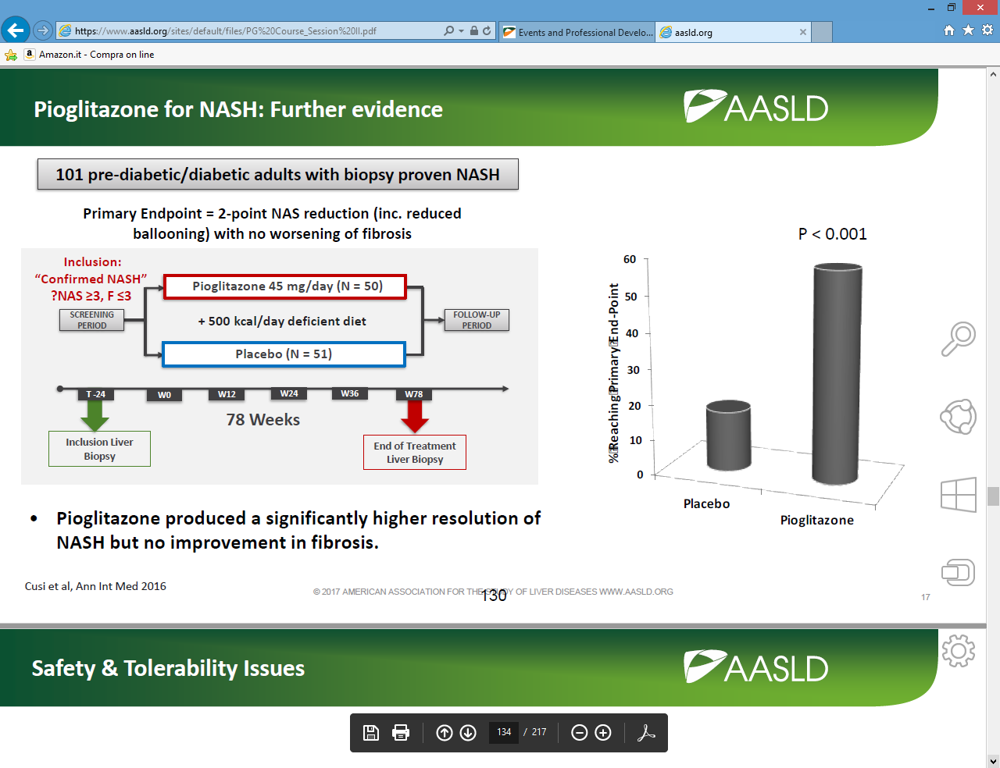 https://www.aasld.org/sites/default/files/PG%20Course_Session%20II.pdf
Events and Professional Develo...
aasld.org
Amazon.it - Compra on line
Pioglitazone for NASH: Further evidence
AASLD
101 pre-diabetic/diabetic adults with biopsy proven NASH
Primary Endpoint = 2-point NAS reduction (inc. reduced
ballooning) with no worsening of fibrosis
Inclusion:
“Confirmed NASH”
?NAS ≥3, F ≤3
SCREENING
PERIOD
Pioglitazone 45 mg/day (N = 50)
+ 500 kcal/day deficient diet
Placebo (N = 51)
FOLLOW-UP
PERIOD
T -24
W0
W12
W24
W36
W78
78 Weeks
Inclusion Liver
Biopsy
End of Treatment
Liver Biopsy
P < 0.001
% Reaching Primary End-Point
60
50
40
30
20
10
0
Placebo
Pioglitazone
• Pioglitazone produced a significantly higher resolution of
NASH but no improvement in fibrosis.
Cusi et al, Ann Int Med 2016
© 2017 AMERICAN ASSOCIATION FOR THE STUDY OF LIVER DISEASES WWW.AASLD.ORG
130
17
Safety & Tolerability Issues
AASLD
134 / 217